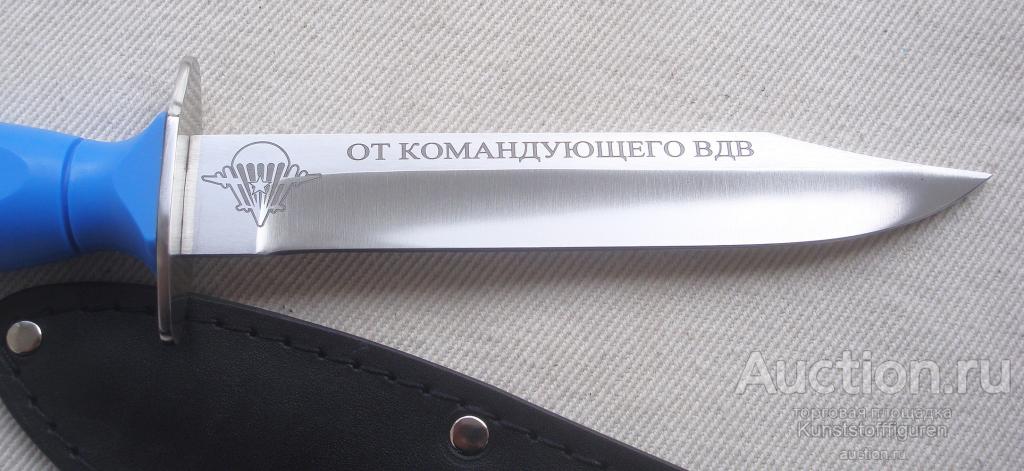 ОТ КОМАНДУЮЩЕГО ВДВ
Auction.ru
торговая площадка
Kunststofffiguren
auction.ru